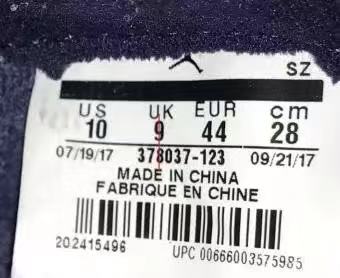 SZ
US UK EUR cm
10 9 44 28
07/19/17 378037-123 09/21/17
MADE IN CHINA
FABRIQUE EN CHINE
202415496 UPC 00666003575985